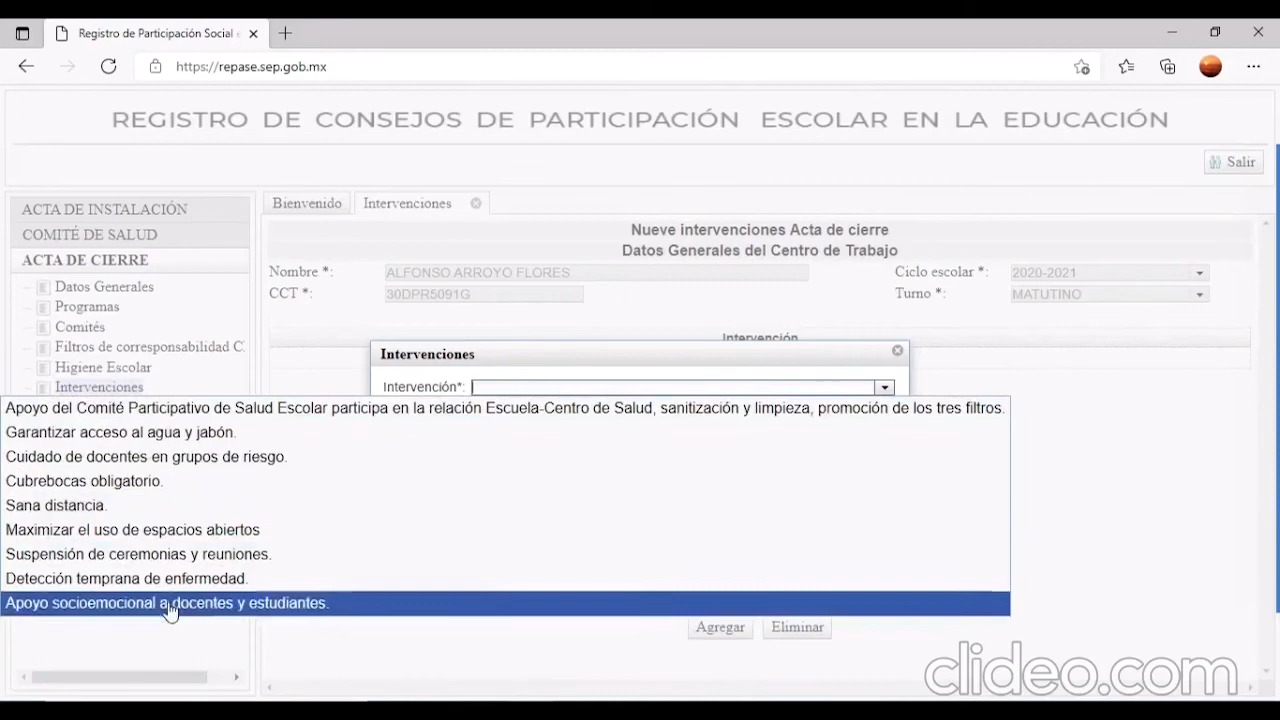 Registro de Participación Social
https://repase.sep.gob.mx
REGISTRO DE CONSEJOS DE PARTICIPACIÓN ESCOLAR EN LA EDUCACIÓN
Salir
ACTA DE INSTALACIÓN
COMITÉ DE SALUD
ACTA DE CIERRE
Datos Generales
Programas
Comités
Filtros de corresponsabilidad
Higiene Escolar
Intervenciones
Bienvenido Intervenciones
Nueve intervenciones Acta de cierre
Datos Generales del Centro de Trabajo
Nombre *: ALFONSO ARROYO FLORES Ciclo escolar *: 2020-2021
CCT *: 30DPR5091G Turno *: MATUTINO
Intervención
Intervenciones
Intervención*:
Apoyo del Comité Participativo de Salud Escolar participa en la relación Escuela-Centro de Salud, sanitización y limpieza, promoción de los tres filtros.
Garantizar acceso al agua y jabón.
Cuidado de docentes en grupos de riesgo.
Cubrebocas obligatorio.
Sana distancia.
Maximizar el uso de espacios abiertos
Suspensión de ceremonias y reuniones.
Detección temprana de enfermedad.
Apoyo socioemocional a docentes y estudiantes.
Agregar Eliminar
clideo.com